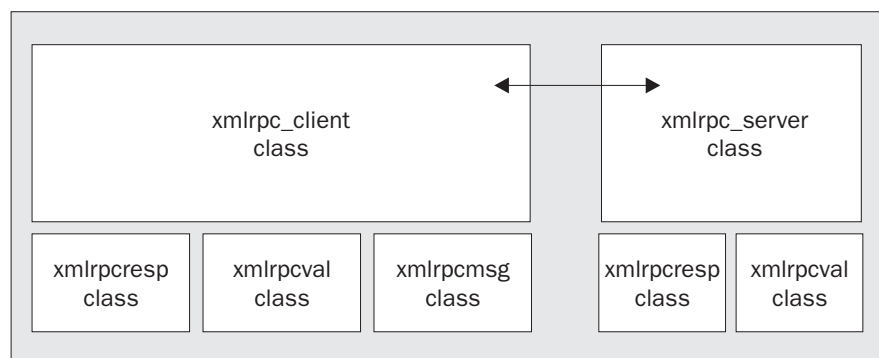 xmlrpc_client
class
xmlrpc_server
class
xmlrpcresp
class
xmlrpcval
class
xmlrpcmsg
class
xmlrpcresp
class
xmlrpcval
class